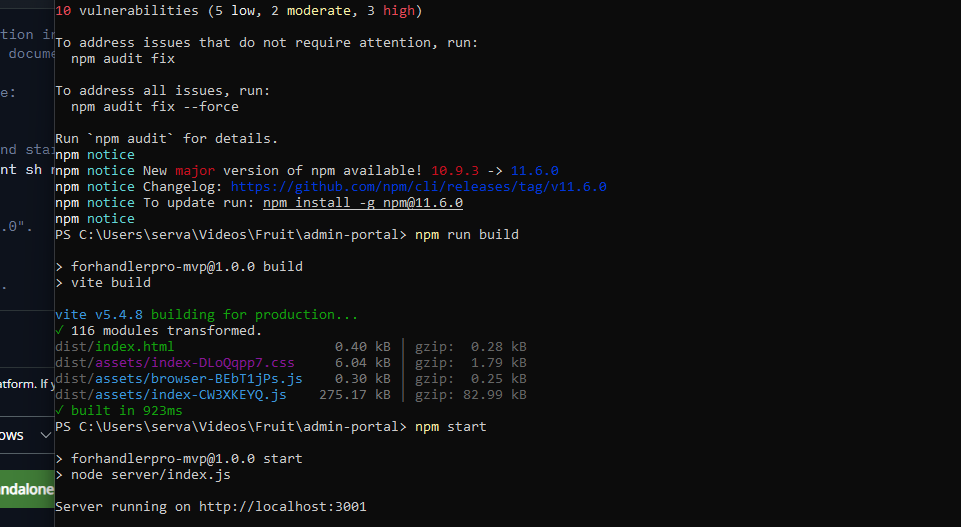 10 vulnerabilities (5 low, 2 moderate, 3 high)
To address issues that do not require attention, run:
npm audit fix
To address all issues, run:
npm audit fix --force
Run `npm audit` for details.
npm notice
npm notice New major version of npm available! 10.9.3 -> 11.6.0
npm notice Changelog: https://github.com/npm/cli/releases/tag/v11.6.0
npm notice To update run: npm install -g npm@11.6.0
npm notice
PS C:\Users\serva\Videos\Fruit\admin-portal> npm run build
> forhandlerpro-mvp@1.0.0 build
> vite build
vite v5.4.8 building for production...
✓ 116 modules transformed.
dist/index.html 0.40 kB │ gzip: 0.28 kB
dist/assets/index-DLoQqpp7.css 6.04 kB │ gzip: 1.79 kB
dist/assets/browser-BEbT1jPs.js 0.30 kB │ gzip: 0.25 kB
dist/assets/index-CW3XKEYQ.js 275.17 kB │ gzip: 82.99 kB
✓ built in 923ms
PS C:\Users\serva\Videos\Fruit\admin-portal> npm start
> forhandlerpro-mvp@1.0.0 start
> node server/index.js
Server running on http://localhost:3001
tion in
docume
e:
nd sta
nt sh
.0".
.
atform. If y
ows
ndalone